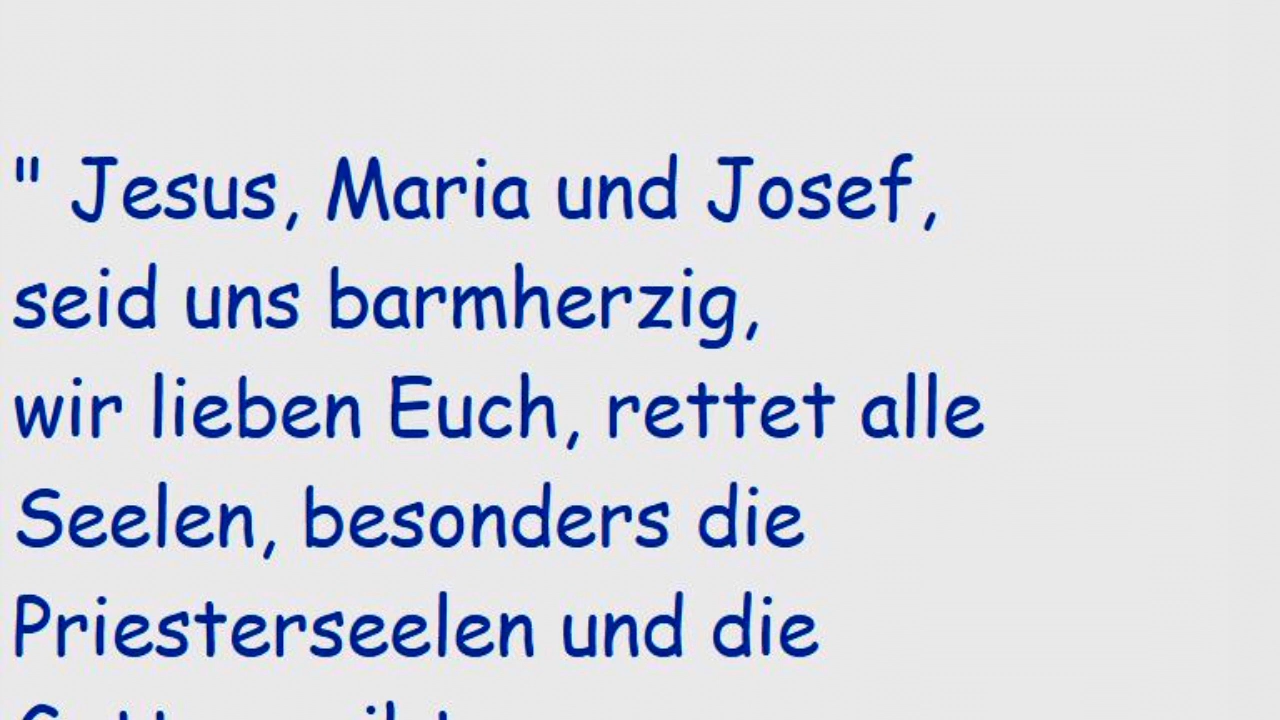 " Jesus, Maria und Josef,
seid uns barmherzig,
wir lieben Euch, rettet alle
Seelen, besonders die
Priesterseelen und die